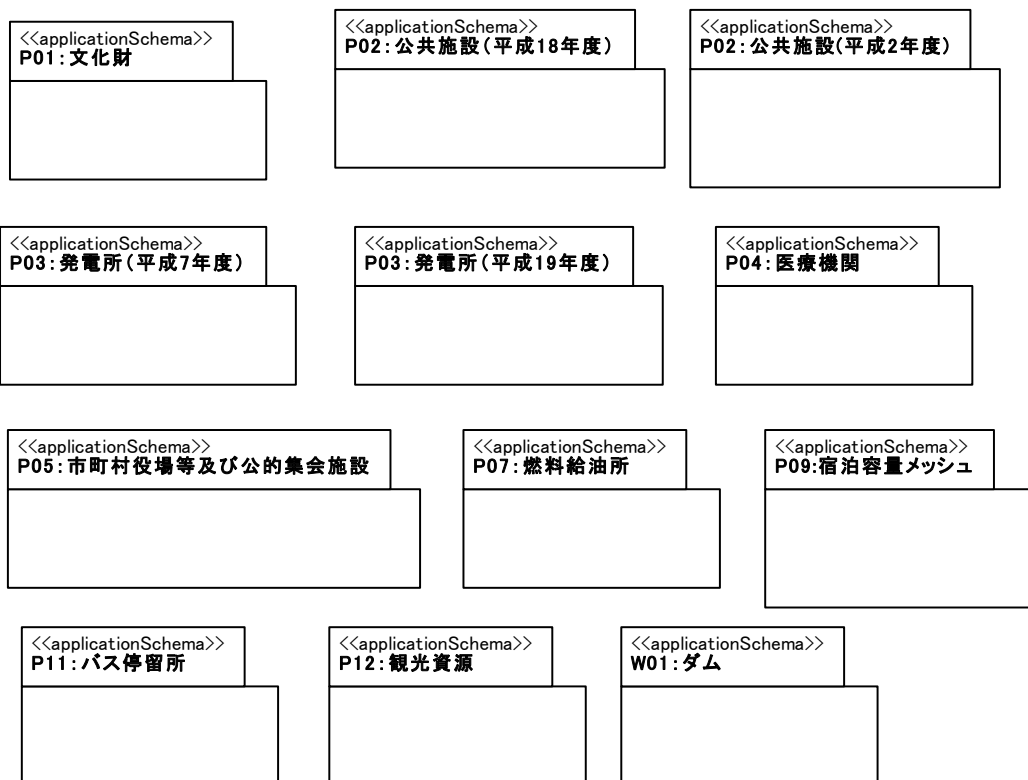 <<applicationSchema>>
P01:文化財
<<applicationSchema>>
P02:公共施設(平成18年度)
<<applicationSchema>>
P02:公共施設(平成2年度)
<<applicationSchema>>
P03:発電所(平成7年度)
<<applicationSchema>>
P03:発電所(平成19年度)
<<applicationSchema>>
P04:医療機関
<<applicationSchema>>
P05:市町村役場等及び公的集会施設
<<applicationSchema>>
P07:燃料給油所
<<applicationSchema>>
P09:宿泊容量メッシュ
<<applicationSchema>>
P11:バス停留所
<<applicationSchema>>
P12:観光資源
<<applicationSchema>>
W01:ダム